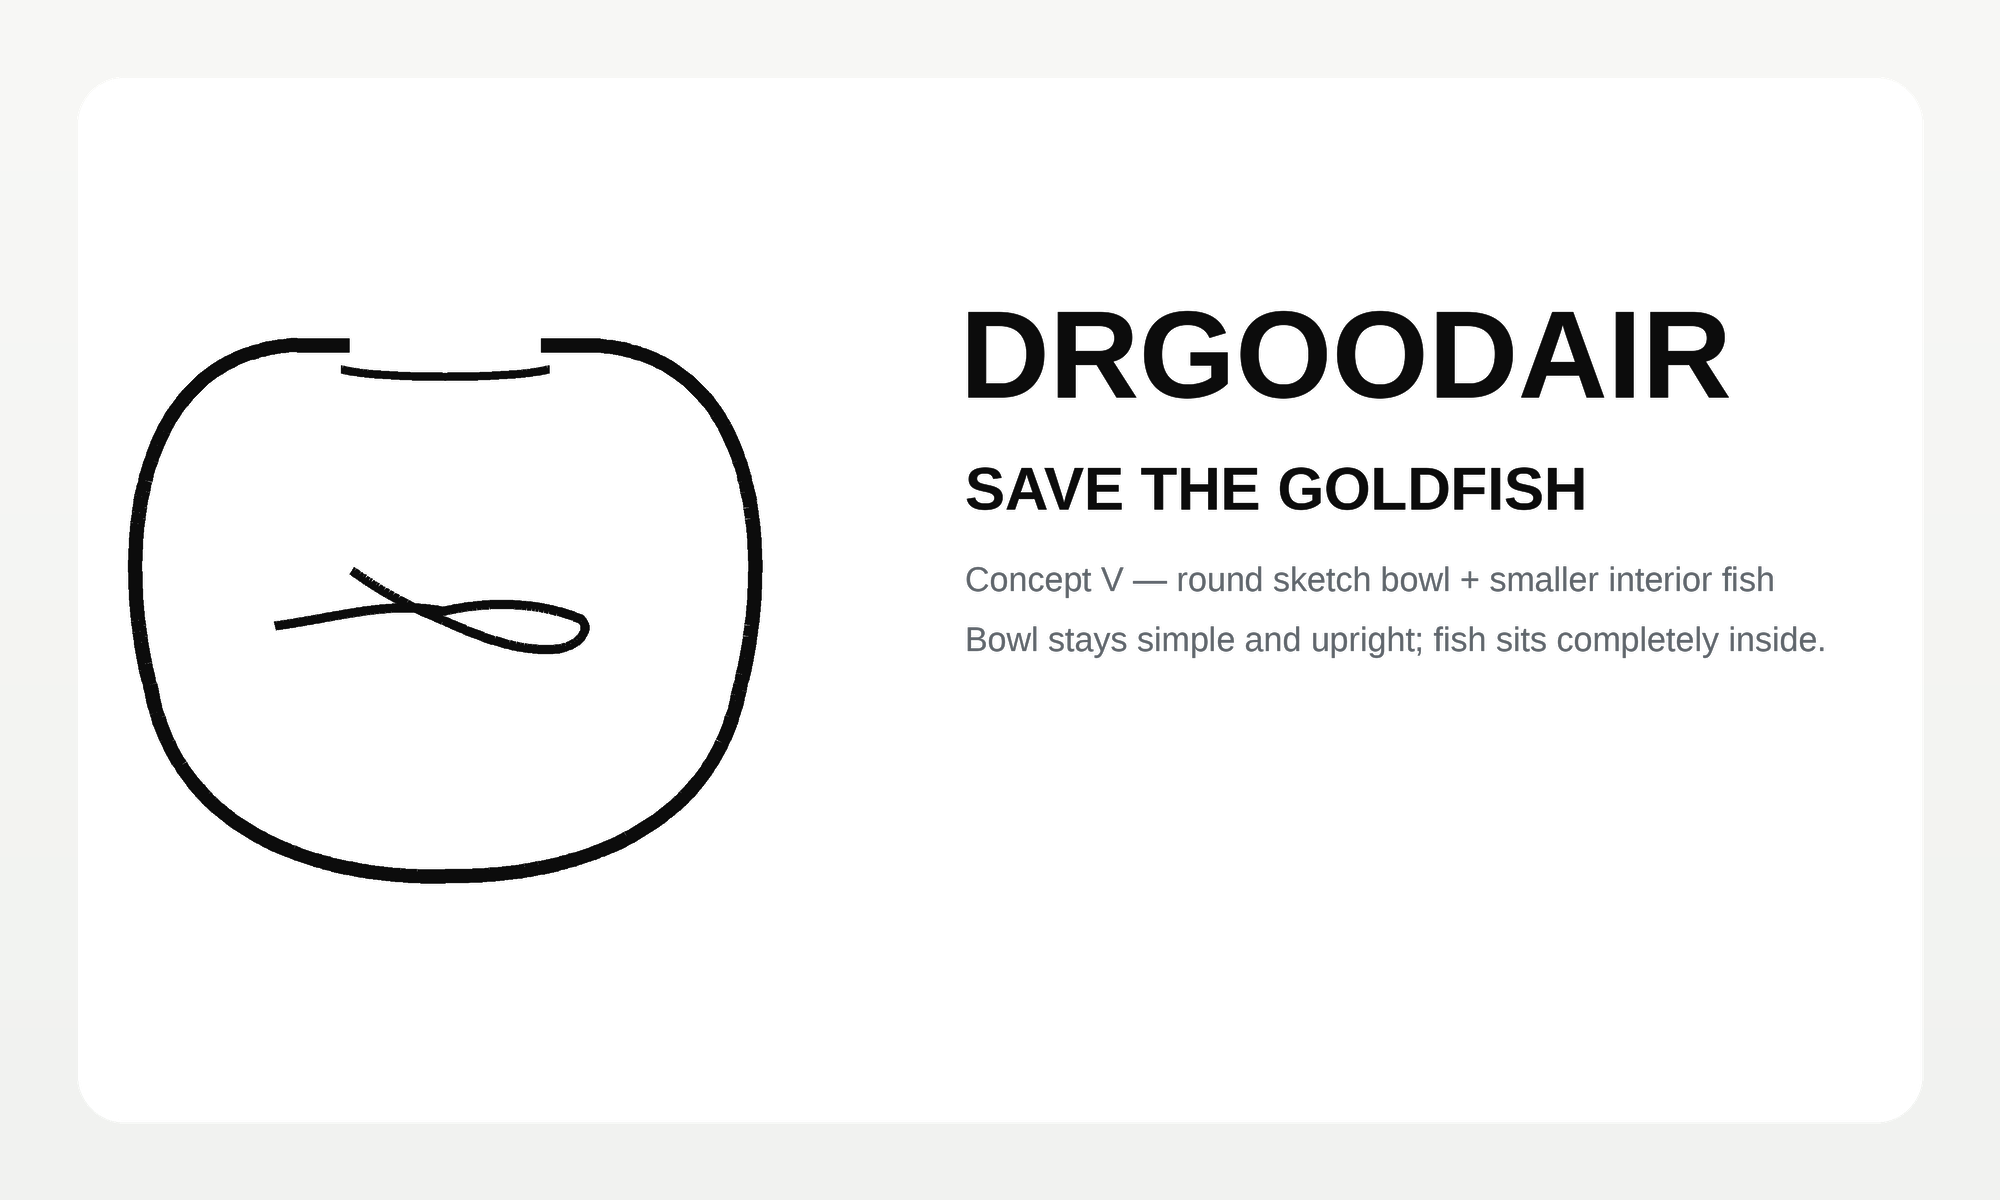 DRGOODAIR
SAVE THE GOLDFISH
Concept V — round sketch bowl + smaller interior fish
Bowl stays simple and upright; fish sits completely inside.